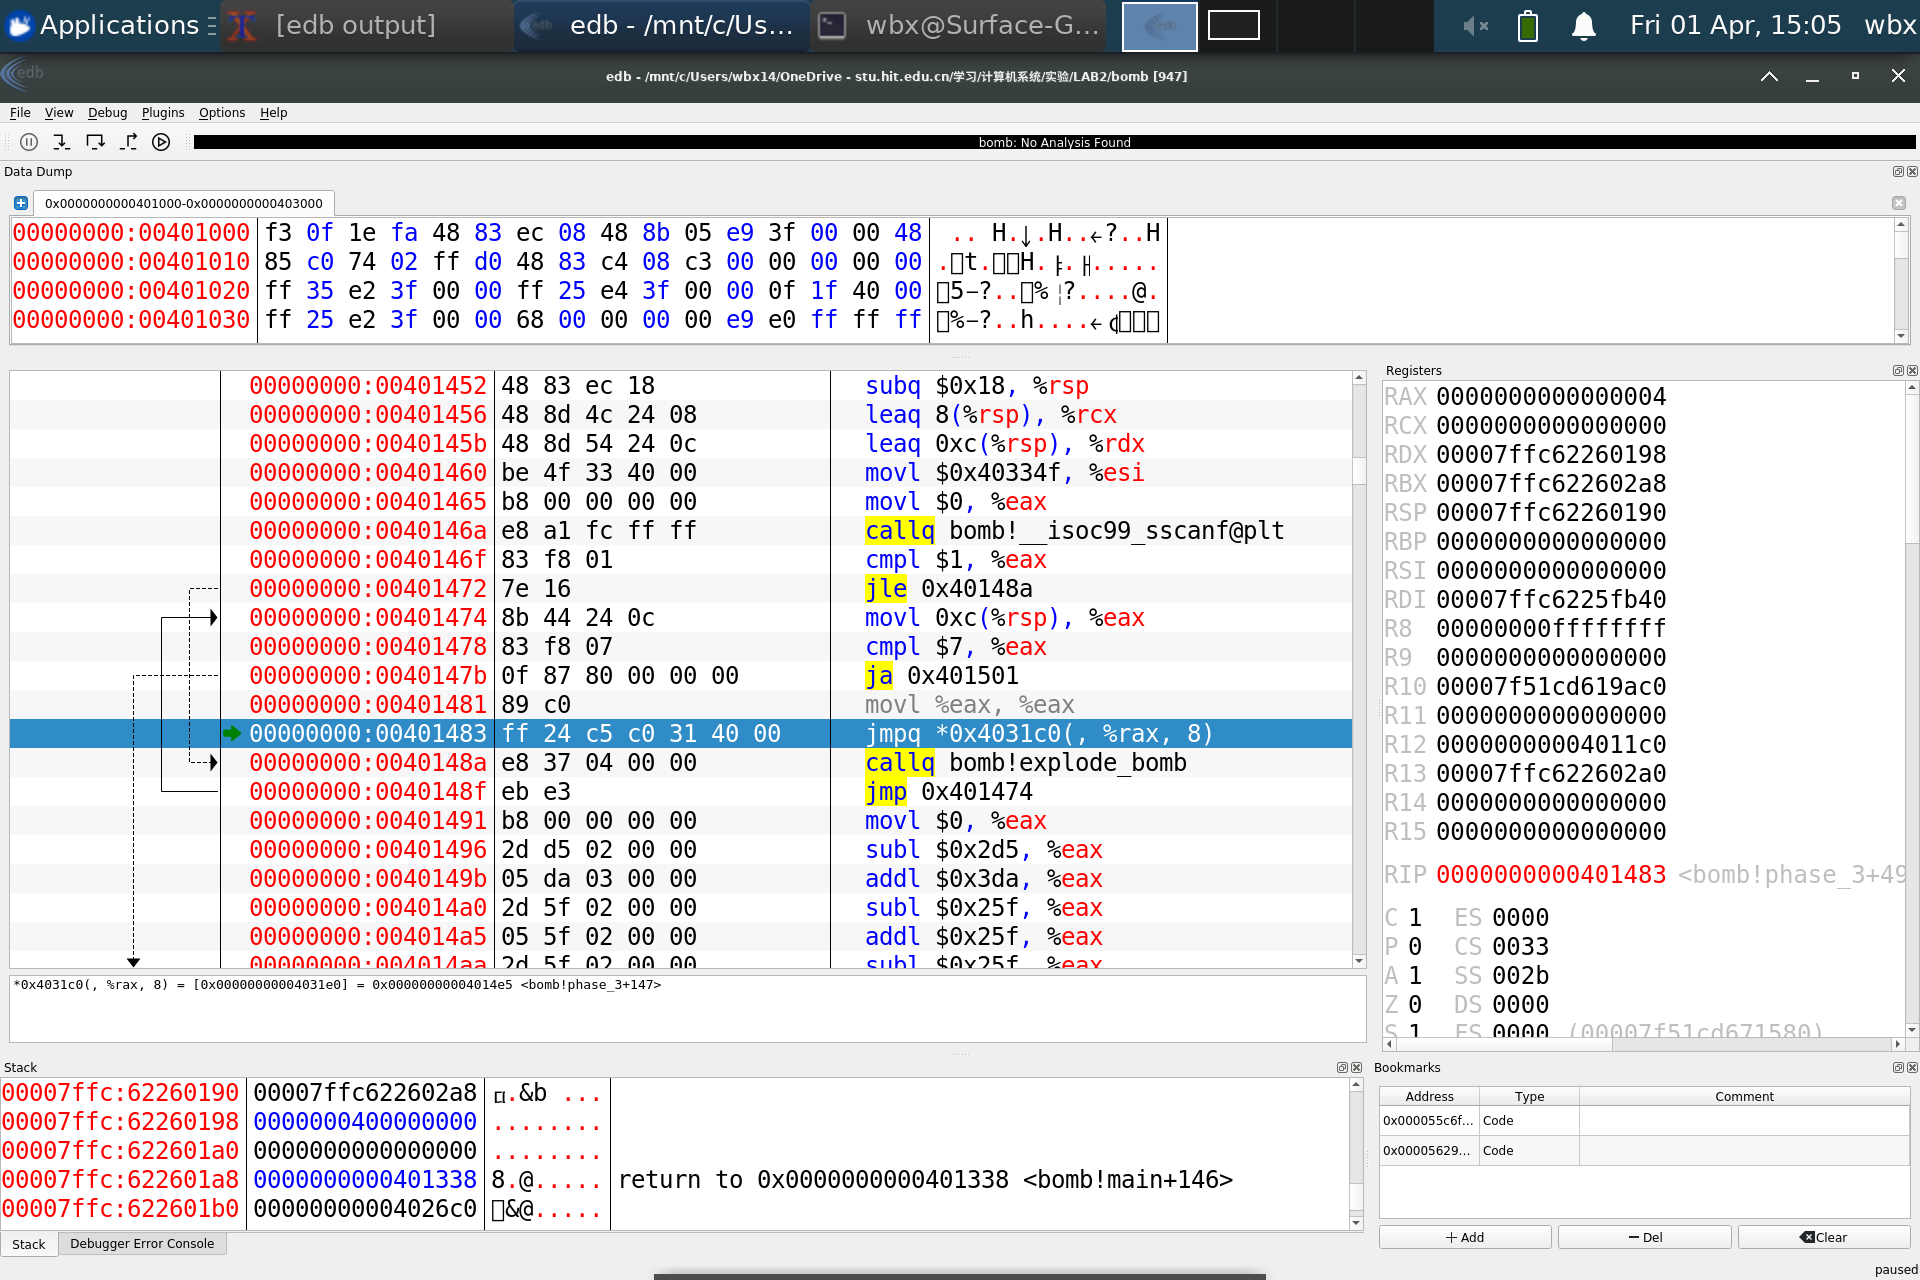 Applications
[edb output]
edb - /mnt/c/Us...
wbx@Surface-G...
Fri 01 Apr, 15:05
wbx
edb
edb - /mnt/c/Users/wbx14/OneDrive - stu.hit.edu.cn/学习/计算机系统/实验/LAB2/bomb [947]
File View Debug Plugins Options Help
bomb: No Analysis Found
Data Dump
0x0000000000401000-0x0000000000403000
00000000:00401000 f3 0f 1e fa 48 83 ec 08 48 8b 05 e9 3f 00 00 48 .. H.↓.H..←?..H
00000000:00401010 85 c0 74 02 ff d0 48 83 c4 08 c3 00 00 00 00 00
00000000:00401020 ff 35 e2 3f 00 00 ff 25 e4 3f 00 00 0f 1f 40 00
00000000:00401030 ff 25 e2 3f 00 00 68 00 00 00 00 e9 e0 ff ff ff
00000000:00401452 48 83 ec 18 subq $0x18, %rsp
00000000:00401456 48 8d 4c 24 08 leaq 8(%rsp), %rcx
00000000:0040145b 48 8d 54 24 0c leaq 0xc(%rsp), %rdx
00000000:00401460 be 4f 33 40 00 movl $0x40334f, %esi
00000000:00401465 b8 00 00 00 00 movl $0, %eax
00000000:0040146a e8 a1 fc ff ff callq bomb!__isoc99_sscanf@plt
00000000:0040146f 83 f8 01 cmpl $1, %eax
00000000:00401472 7e 16 jle 0x40148a
00000000:00401474 8b 44 24 0c movl 0xc(%rsp), %eax
00000000:00401478 83 f8 07 cmpl $7, %eax
00000000:0040147b 0f 87 80 00 00 00 ja 0x401501
00000000:00401481 89 c0 movl %eax, %eax
00000000:00401483 ff 24 c5 c0 31 40 00 jmpq *0x4031c0(, %rax, 8)
00000000:0040148a e8 37 04 00 00 callq bomb!explode_bomb
00000000:0040148f eb e3 jmp 0x401474
00000000:00401491 b8 00 00 00 00 movl $0, %eax
00000000:00401496 2d d5 02 00 00 subl $0x2d5, %eax
00000000:0040149b 05 da 03 00 00 addl $0x3da, %eax
00000000:004014a0 2d 5f 02 00 00 subl $0x25f, %eax
00000000:004014a5 05 5f 02 00 00 addl $0x25f, %eax
00000000:004014aa 2d 5f 02 00 00 subl $0x25f, %eax
*0x4031c0(, %rax, 8) = [0x00000000004031e0] = 0x00000000004014e5 <bomb!phase_3+147>
Registers
RAX 0000000000000004
RCX 0000000000000000
RDX 00007ffc62260198
RBX 00007ffc622602a8
RSP 00007ffc62260190
RBP 0000000000000000
RSI 0000000000000000
RDI 00007ffc6225fb40
R8 00000000ffffffff
R9 0000000000000000
R10 00007f51cd619ac0
R11 0000000000000000
R12 00000000004011c0
R13 00007ffc622602a0
R14 0000000000000000
R15 0000000000000000
RIP 0000000000401483 <bomb!phase_3+49
C 1 ES 0000
P 0 CS 0033
A 1 SS 002b
Z 0 DS 0000
S 1 FS 0000 (00007f51cd671580)
Stack
00007ffc:62260190 00007ffc622602a8
00007ffc:62260198 0000000400000000 ........
00007ffc:622601a0 0000000000000000 ........
00007ffc:622601a8 0000000000401338 8.@..... return to 0x0000000000401338 <bomb!main+146>
00007ffc:622601b0 00000000004026c0
Stack
Debugger Error Console
Bookmarks
Address Type Comment
0x000055c6f... Code
0x00005629... Code
Add
Del
Clear
paused